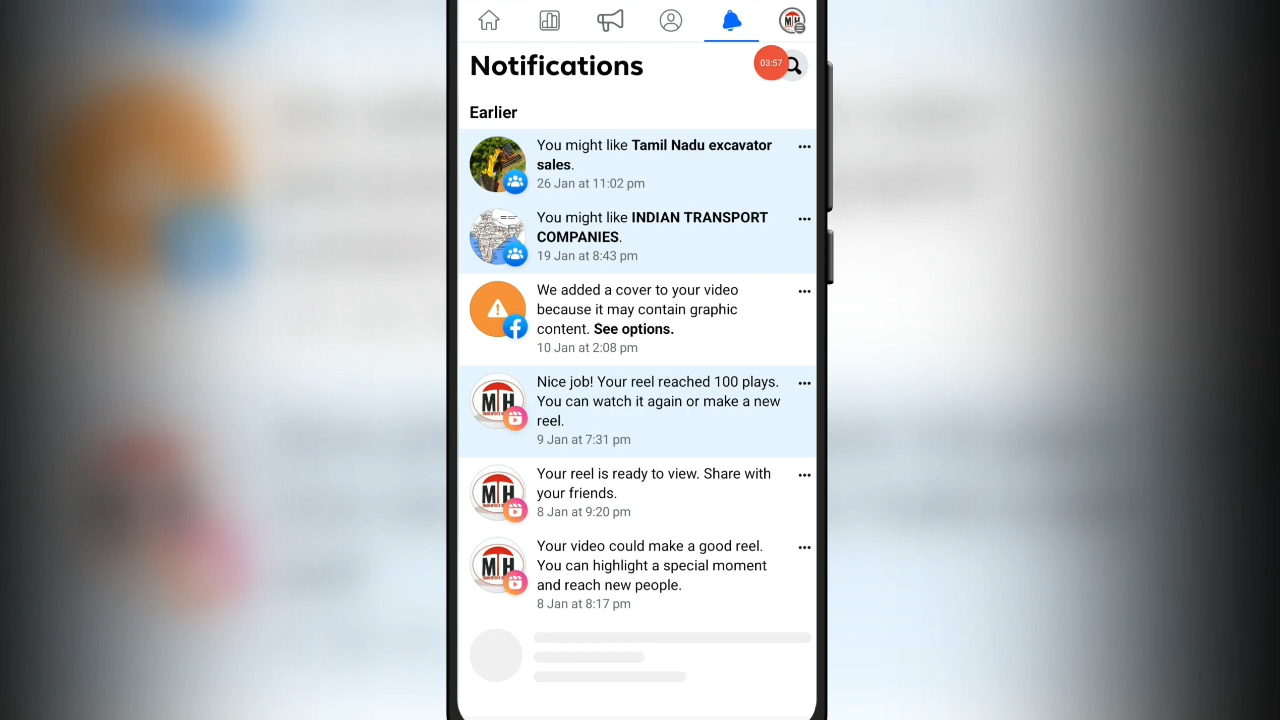 03:57
Notifications
Earlier
You might like Tamil Nadu excavator
sales.
26 Jan at 11:02 pm
You might like INDIAN TRANSPORT
COMPANIES.
19 Jan at 8:43 pm
We added a cover to your video
because it may contain graphic
content. See options.
10 Jan at 2:08 pm
MTH
Nice job! Your reel reached 100 plays.
You can watch it again or make a new
reel.
9 Jan at 7:31 pm
MTH
Your reel is ready to view. Share with
your friends.
8 Jan at 9:20 pm
MTH
Your video could make a good reel.
You can highlight a special moment
and reach new people.
8 Jan at 8:17 pm